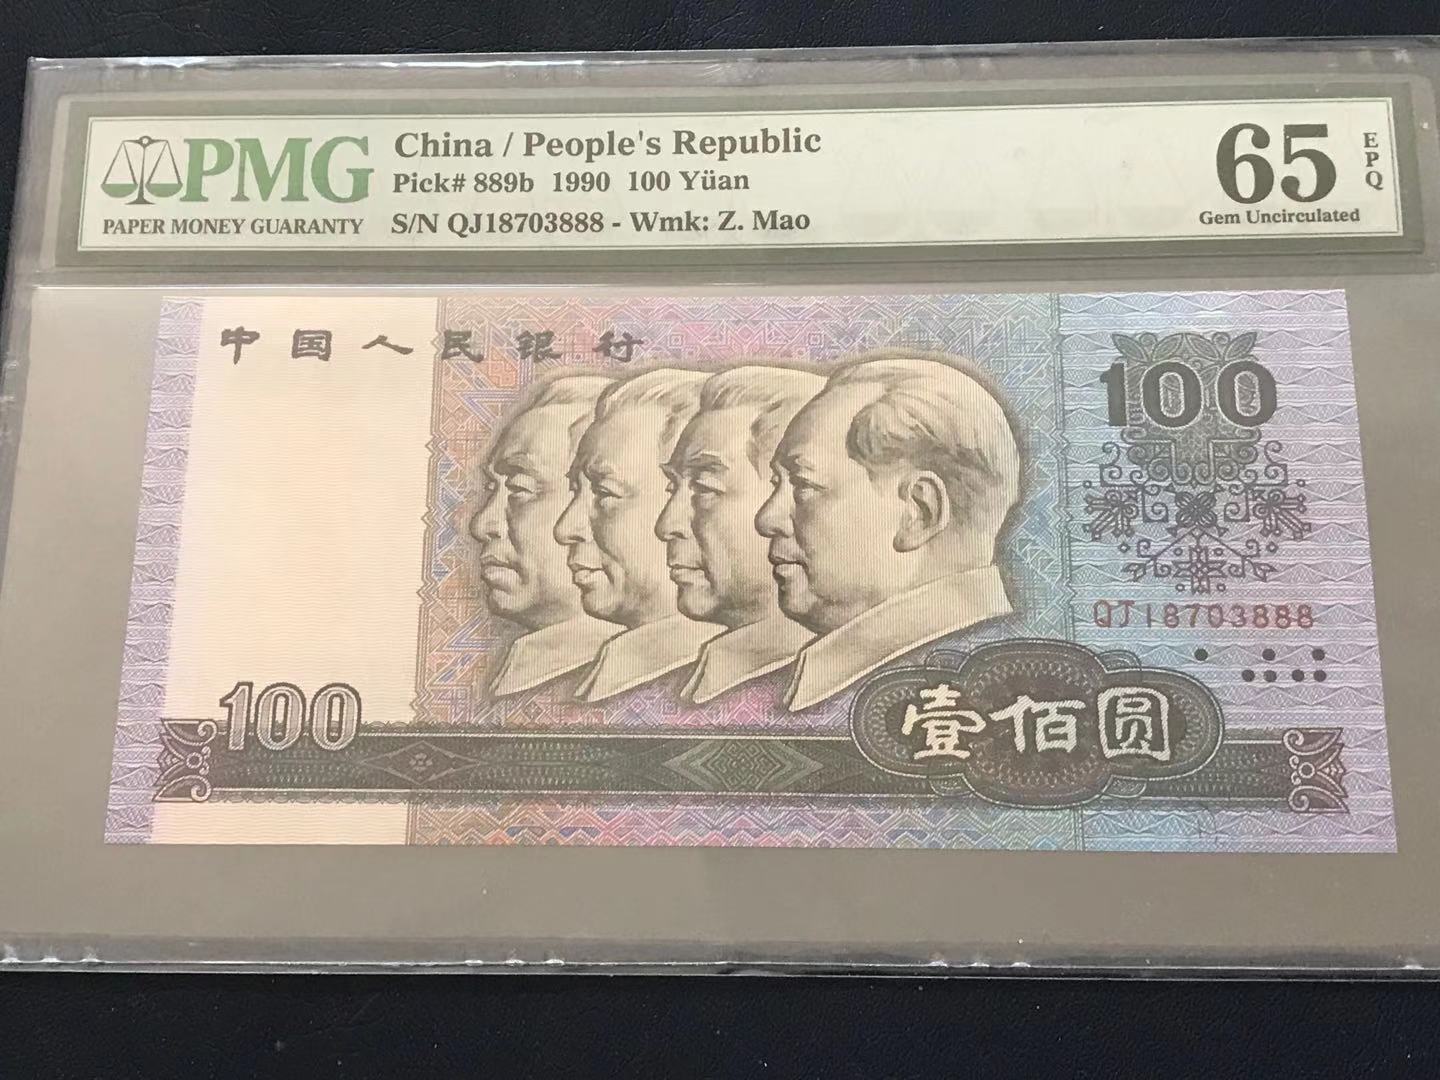 PMG
PAPER MONEY GUARANTY
China / People's Republic
Pick# 889b 1990 100 Yüan
S/N QJ18703888 - Wmk: Z. Mao
65
EPQ
Gem Uncirculated
中国人民银行
100
QJ18703888
100
壹佰圆